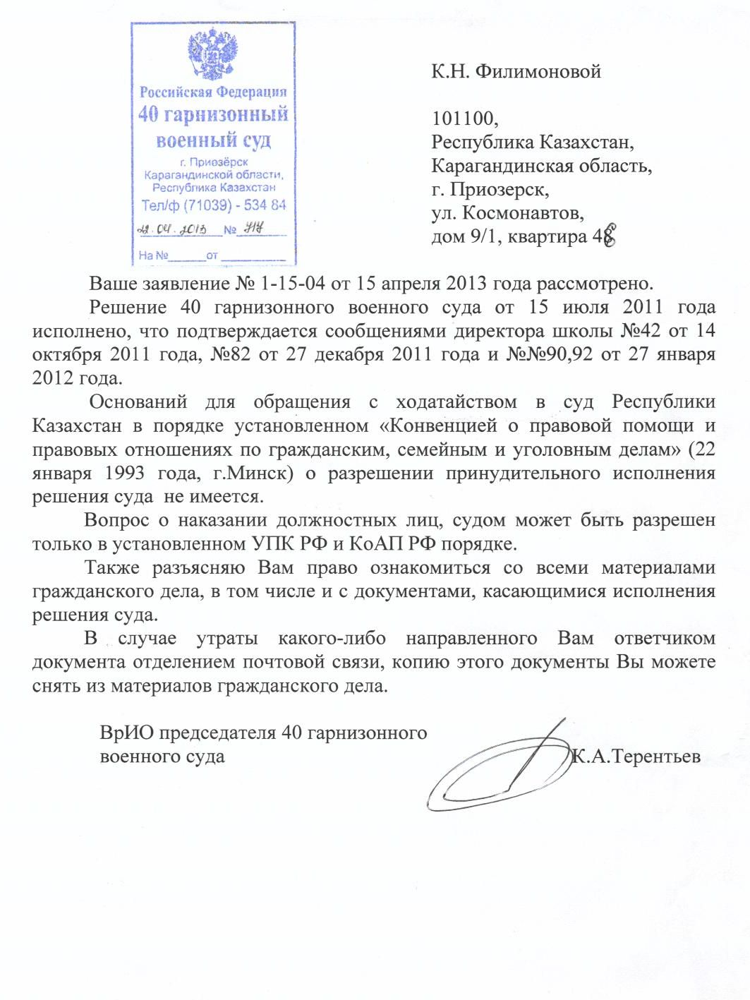 Российская Федерация
40 гарнизонный
военный суд
г. Приозёрск
Карагандинской области,
Республика Казахстан
Тел/ф (71039) - 534 84
04.2013 № 717
На №______от __________
К.Н. Филимоновой
101100,
Республика Казахстан,
Карагандинская область,
г. Приозерск,
ул. Космонавтов,
дом 9/1, квартира
Ваше заявление № 1-15-04 от 15 апреля 2013 года рассмотрено.
Решение 40 гарнизонного военного суда от 15 июля 2011 года
исполнено, что подтверждается сообщениями директора школы №42 от 14
октября 2011 года, №82 от 27 декабря 2011 года и №№90,92 от 27 января
2012 года.
Оснований для обращения с ходатайством в суд Республики
Казахстан в порядке установленном «Конвенцией о правовой помощи и
правовых отношениях по гражданским, семейным и уголовным делам» (22
января 1993 года, г.Минск) о разрешении принудительного исполнения
решения суда не имеется.
Вопрос о наказании должностных лиц, судом может быть разрешен
только в установленном УПК РФ и КоАП РФ порядке.
Также разъясняю Вам право ознакомиться со всеми материалами
гражданского дела, в том числе и с документами, касающимися исполнения
решения суда.
В случае утраты какого-либо направленного Вам ответчиком
документа отделением почтовой связи, копию этого документы Вы можете
снять из материалов гражданского дела.
ВрИО председателя 40 гарнизонного
военного суда К.А.Терентьев